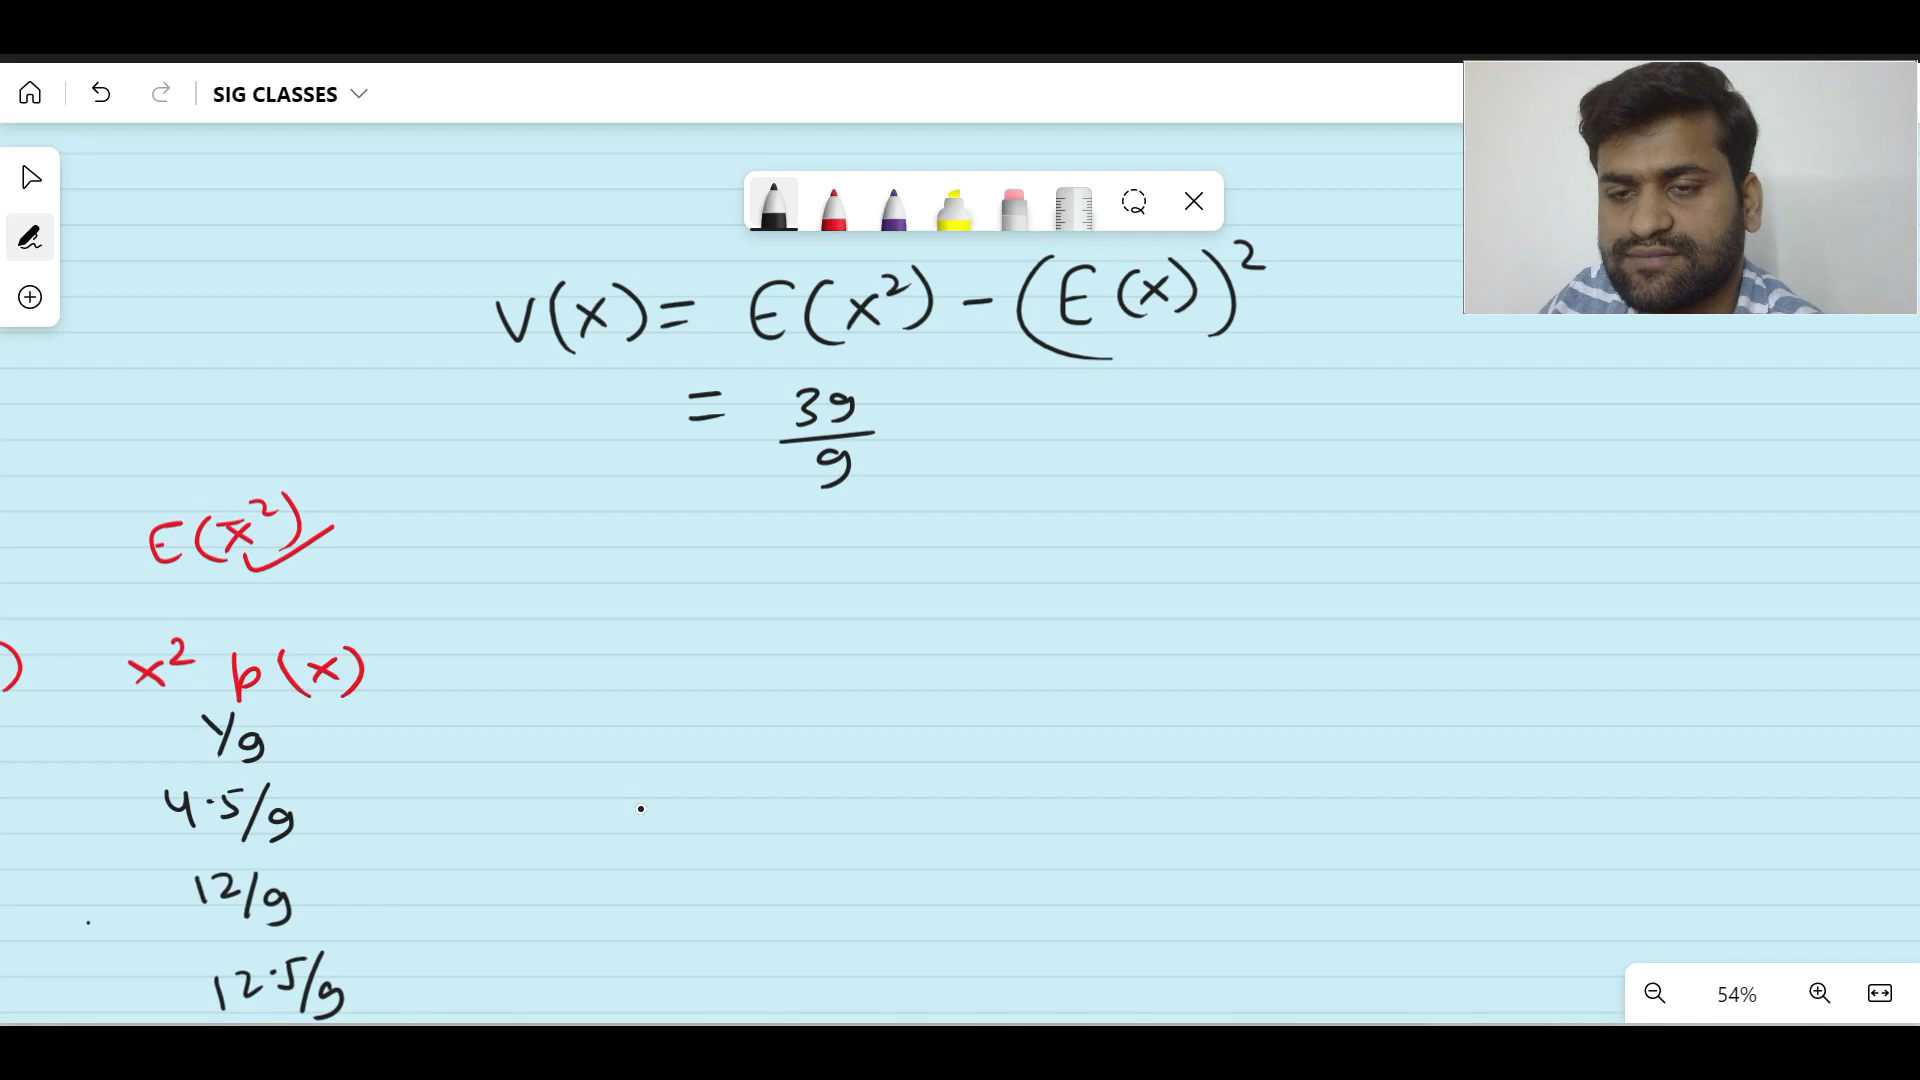 SIG CLASSES
V(x) = E(x²) - (E(x))²
= 39/9
E(x²)
) x² p(x)
1/9
4.5/9
12/9
12.5/9
54%